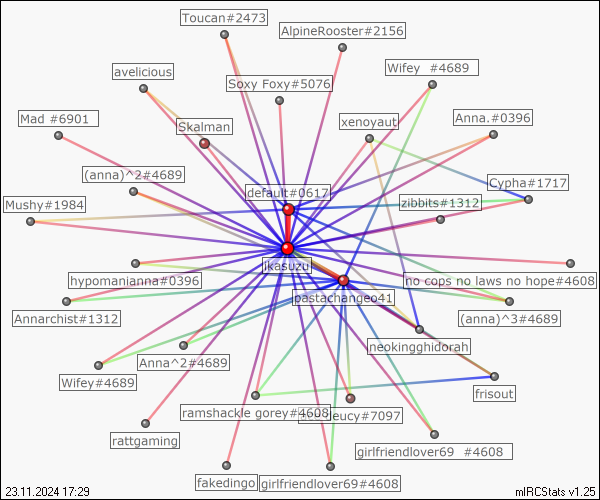 Toucan#2473
AlpineRooster#2156
avelicious
Soxy Foxy#5076
Wifey  #4689
Mad #6901
Skalman
xenoyaut
Anna.#0396
(anna)^2#4689
default#0617
Cypha#1717
Mushy#1984
zibbits#1312
jkasuzu
hypomanianna#0396
no cops no laws no hope#4608
pastachangeo41
Annarchist#1312
(anna)^3#4689
neokingghidorah
Anna^2#4689
Wifey#4689
frisout
ramshackle gorey#4608
leucy#7097
rattgaming
girlfriendlover69  #4608
fakedingo
girlfriendlover69#4608
23.11.2024 17:29
mIRCStats v1.25